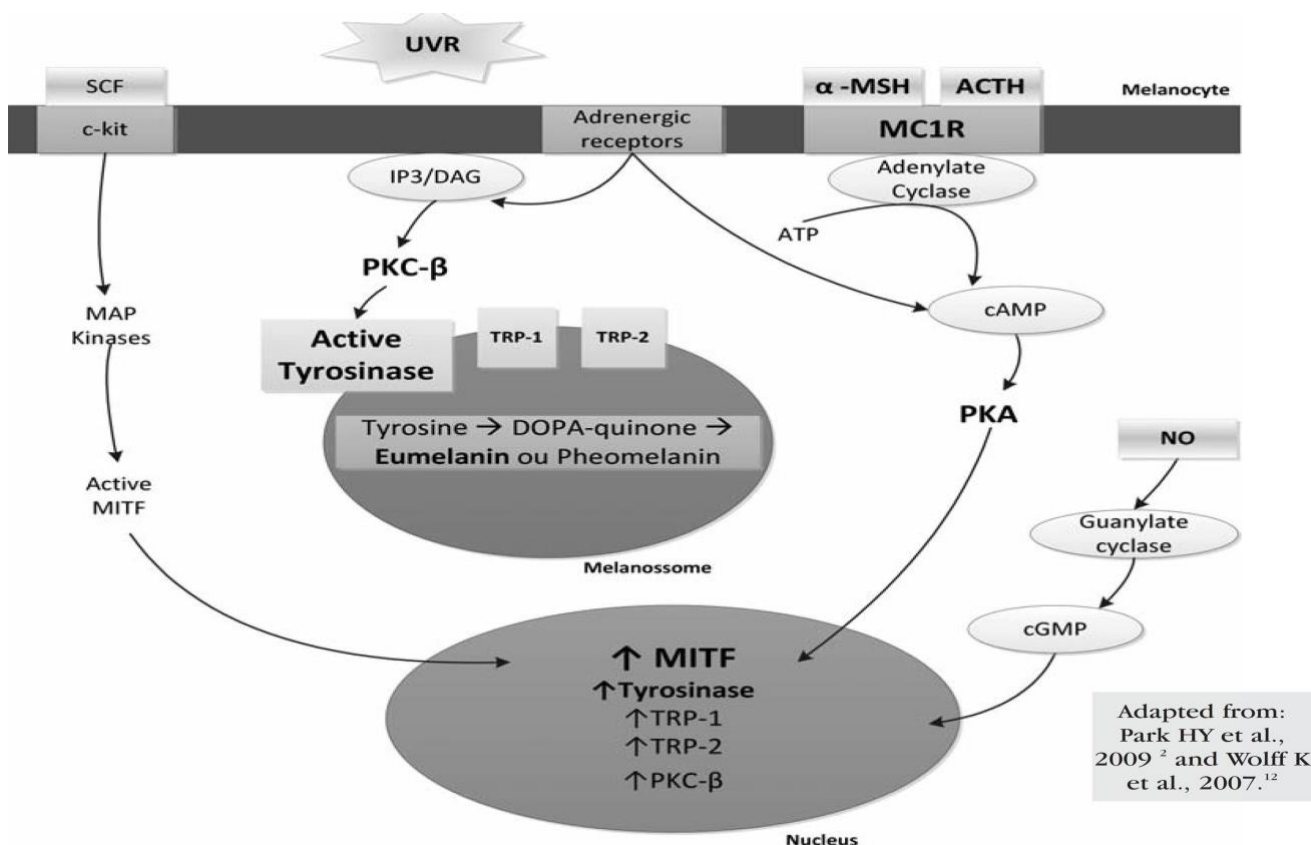 UVR
SCF
c-kit
Adrenergic
receptors
α -MSH
ACTH
MC1R
Melanocyte
IP3/DAG
Adenylate
Cyclase
ATP
PKC-β
cAMP
MAP
Kinases
Active
Tyrosinase
TRP-1
TRP-2
Tyrosine → DOPA-quinone →
Eumelanin ou Pheomelanin
Melanossome
PKA
NO
Active
MITF
Guanylate
cyclase
cGMP
↑ MITF
↑Tyrosinase
↑TRP-1
↑TRP-2
↑PKC-β
Nucleus
Adapted from:
Park HY et al.,
2009 ² and Wolff K
et al., 2007.¹²